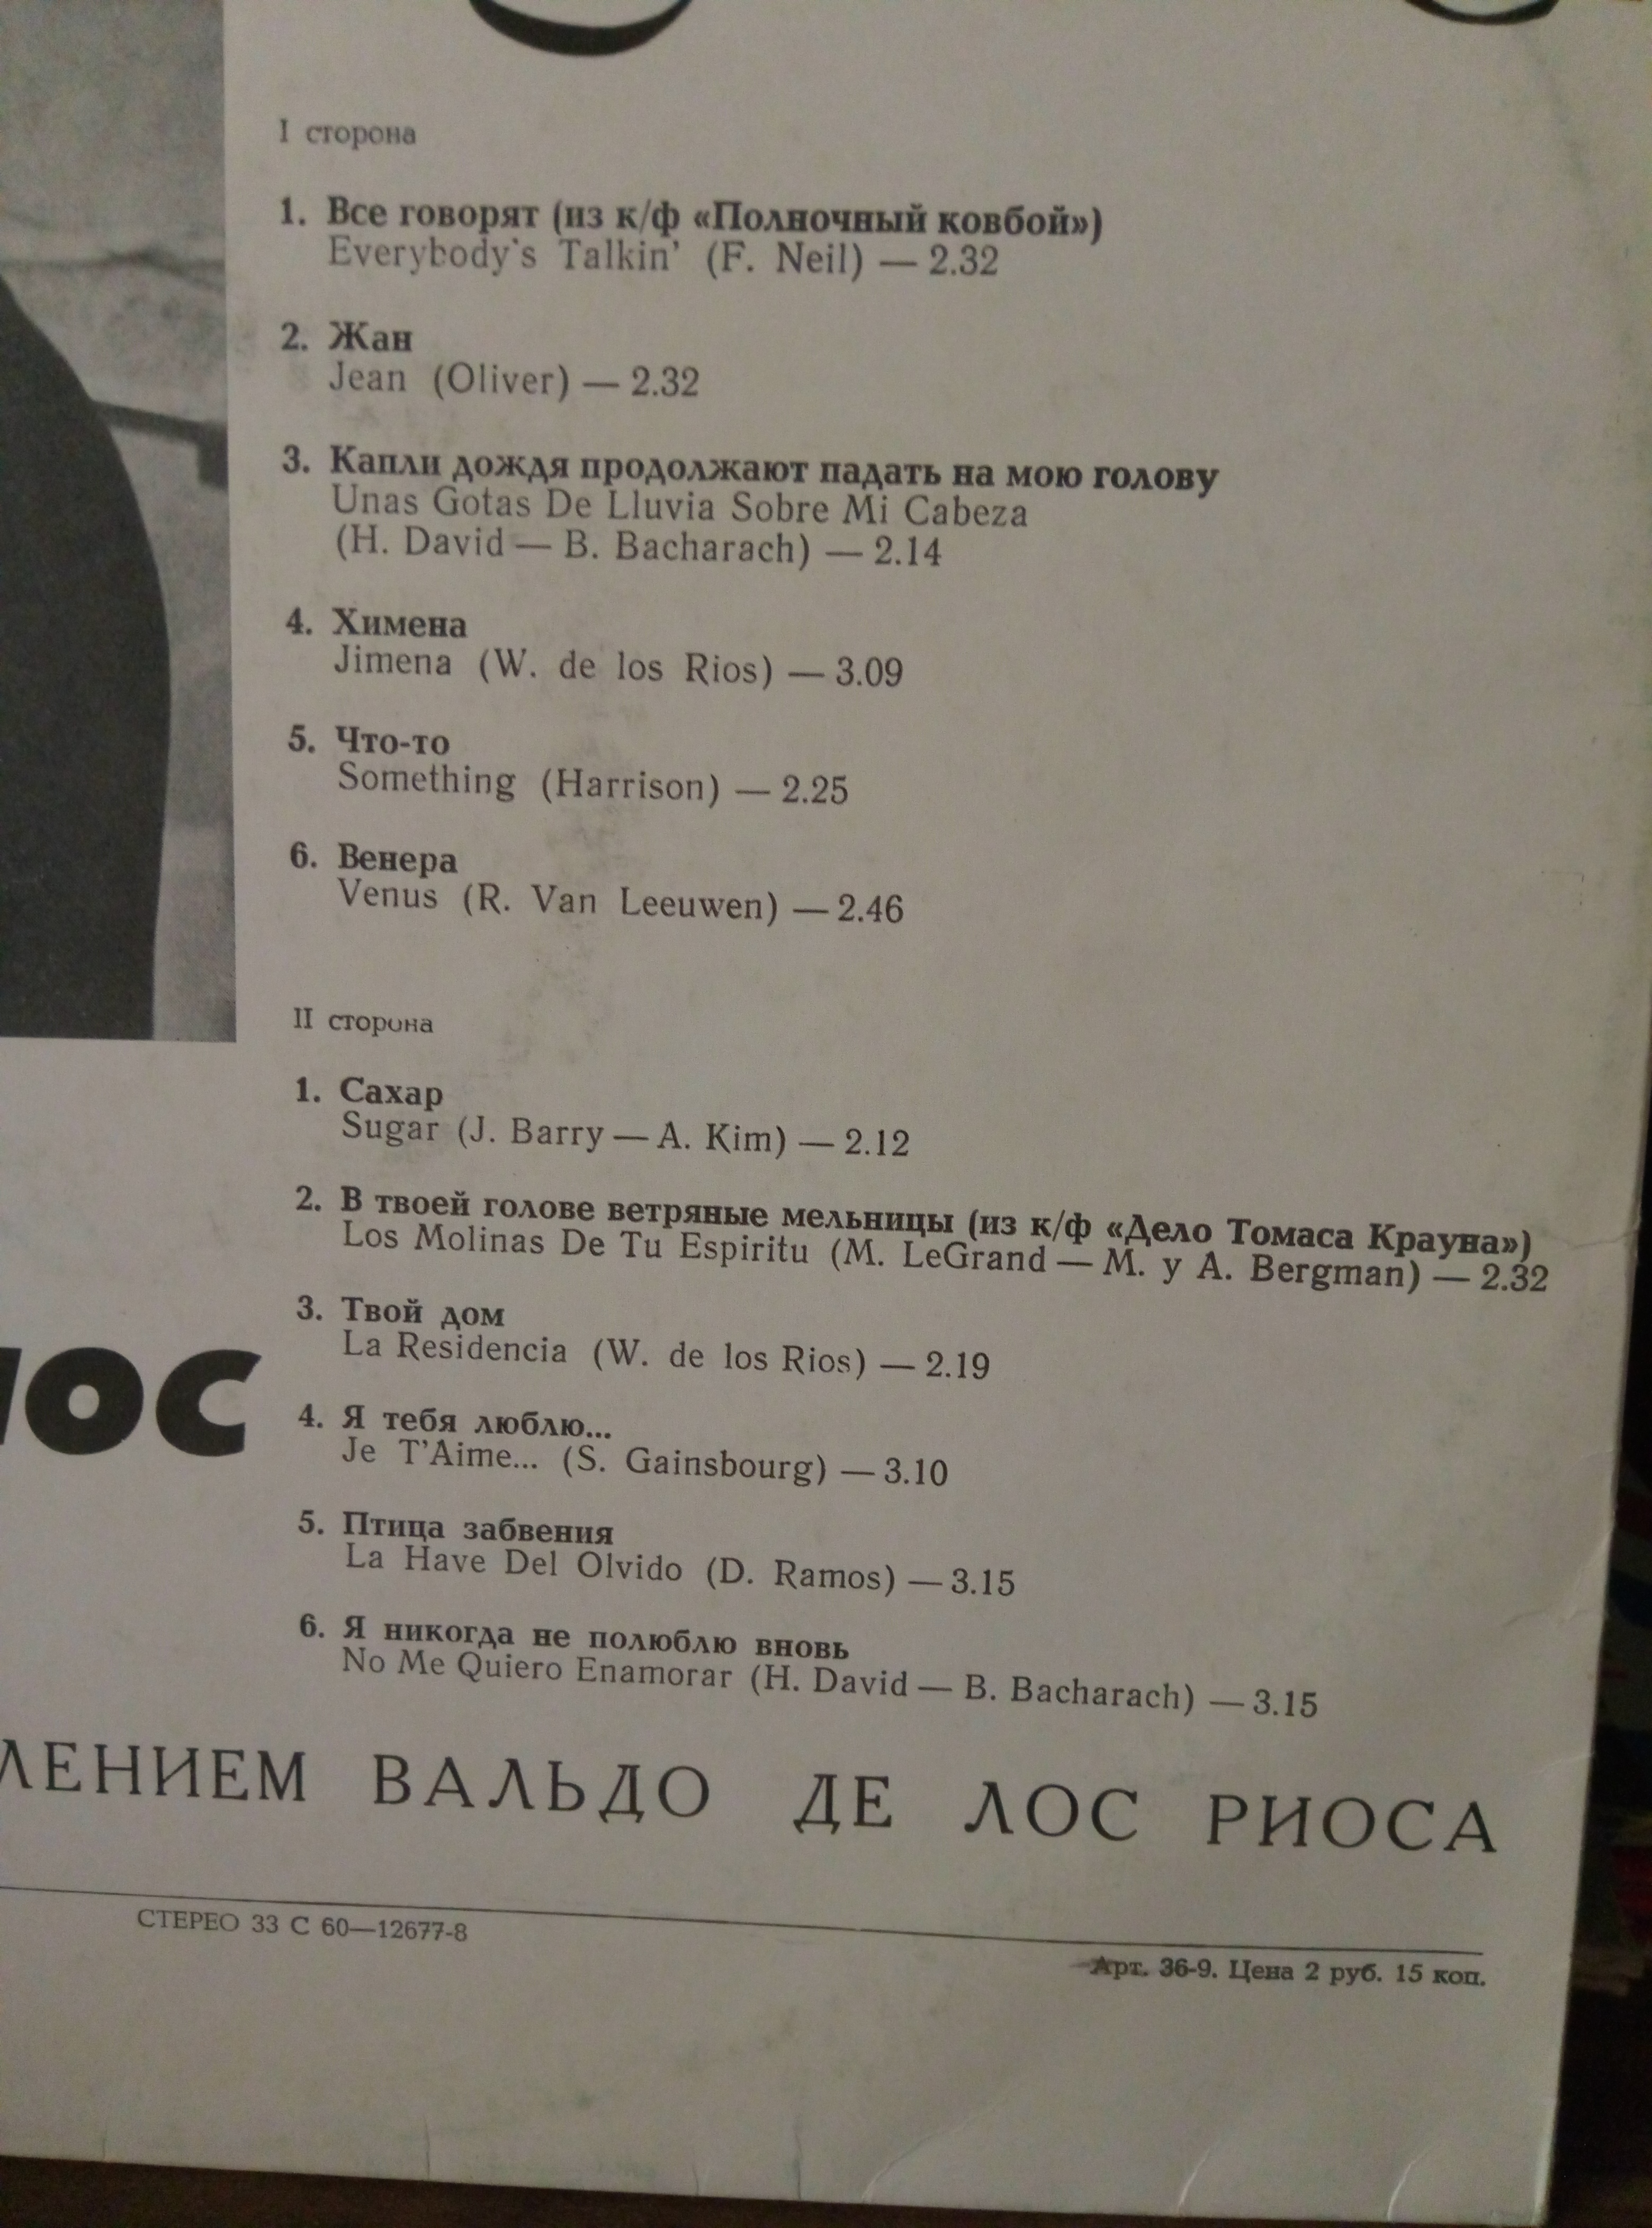 I сторона
1. Все говорят (из к/ф «Полночный ковбой»)
Everybody's Talkin' (F. Neil) — 2.32
2. Жан
Jean (Oliver) — 2.32
3. Капли дождя продолжают падать на мою голову
Unas Gotas De Lluvia Sobre Mi Cabeza
(H. David — B. Bacharach) — 2.14
4. Химена
Jimena (W. de los Rios) — 3.09
5. Что-то
Something (Harrison) — 2.25
6. Венера
Venus (R. Van Leeuwen) — 2.46
II сторона
1. Сахар
Sugar (J. Barry — A. Kim) — 2.12
2. В твоей голове ветряные мельницы (из к/ф «Дело Томаса Крауна»)
Los Molinas De Tu Espiritu (M. LeGrand — M. y A. Bergman) — 2.32
3. Твой дом
La Residencia (W. de los Rios) — 2.19
4. Я тебя люблю...
Je T'Aime... (S. Gainsbourg) — 3.10
5. Птица забвения
La Have Del Olvido (D. Ramos) — 3.15
6. Я никогда не полюблю вновь
No Me Quiero Enamorar (H. David — B. Bacharach) — 3.15
ОС
ЛЕНИЕМ ВАЛЬДО ДЕ ЛОС РИОСА
СТЕРЕО 33 С 60—12677-8
Арт. 36-9. Цена 2 руб. 15 коп.